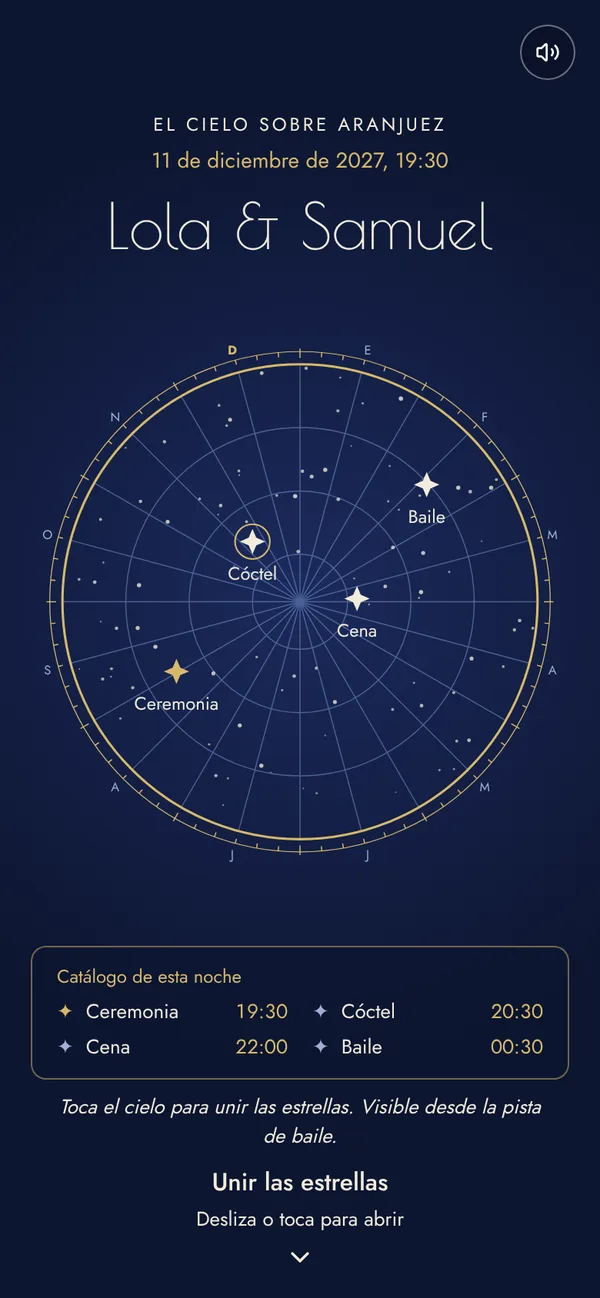 EL CIELO SOBRE ARANJUEZ
11 de diciembre de 2027, 19:30
Lola & Samuel
D
E
N
F
O
M
Baile
Cóctel
Cena
S
A
Ceremonia
A
M
J
J
Catálogo de esta noche
Ceremonia 19:30 Cóctel 20:30
Cena 22:00 Baile 00:30
Toca el cielo para unir las estrellas. Visible desde la pista
de baile.
Unir las estrellas
Desliza o toca para abrir